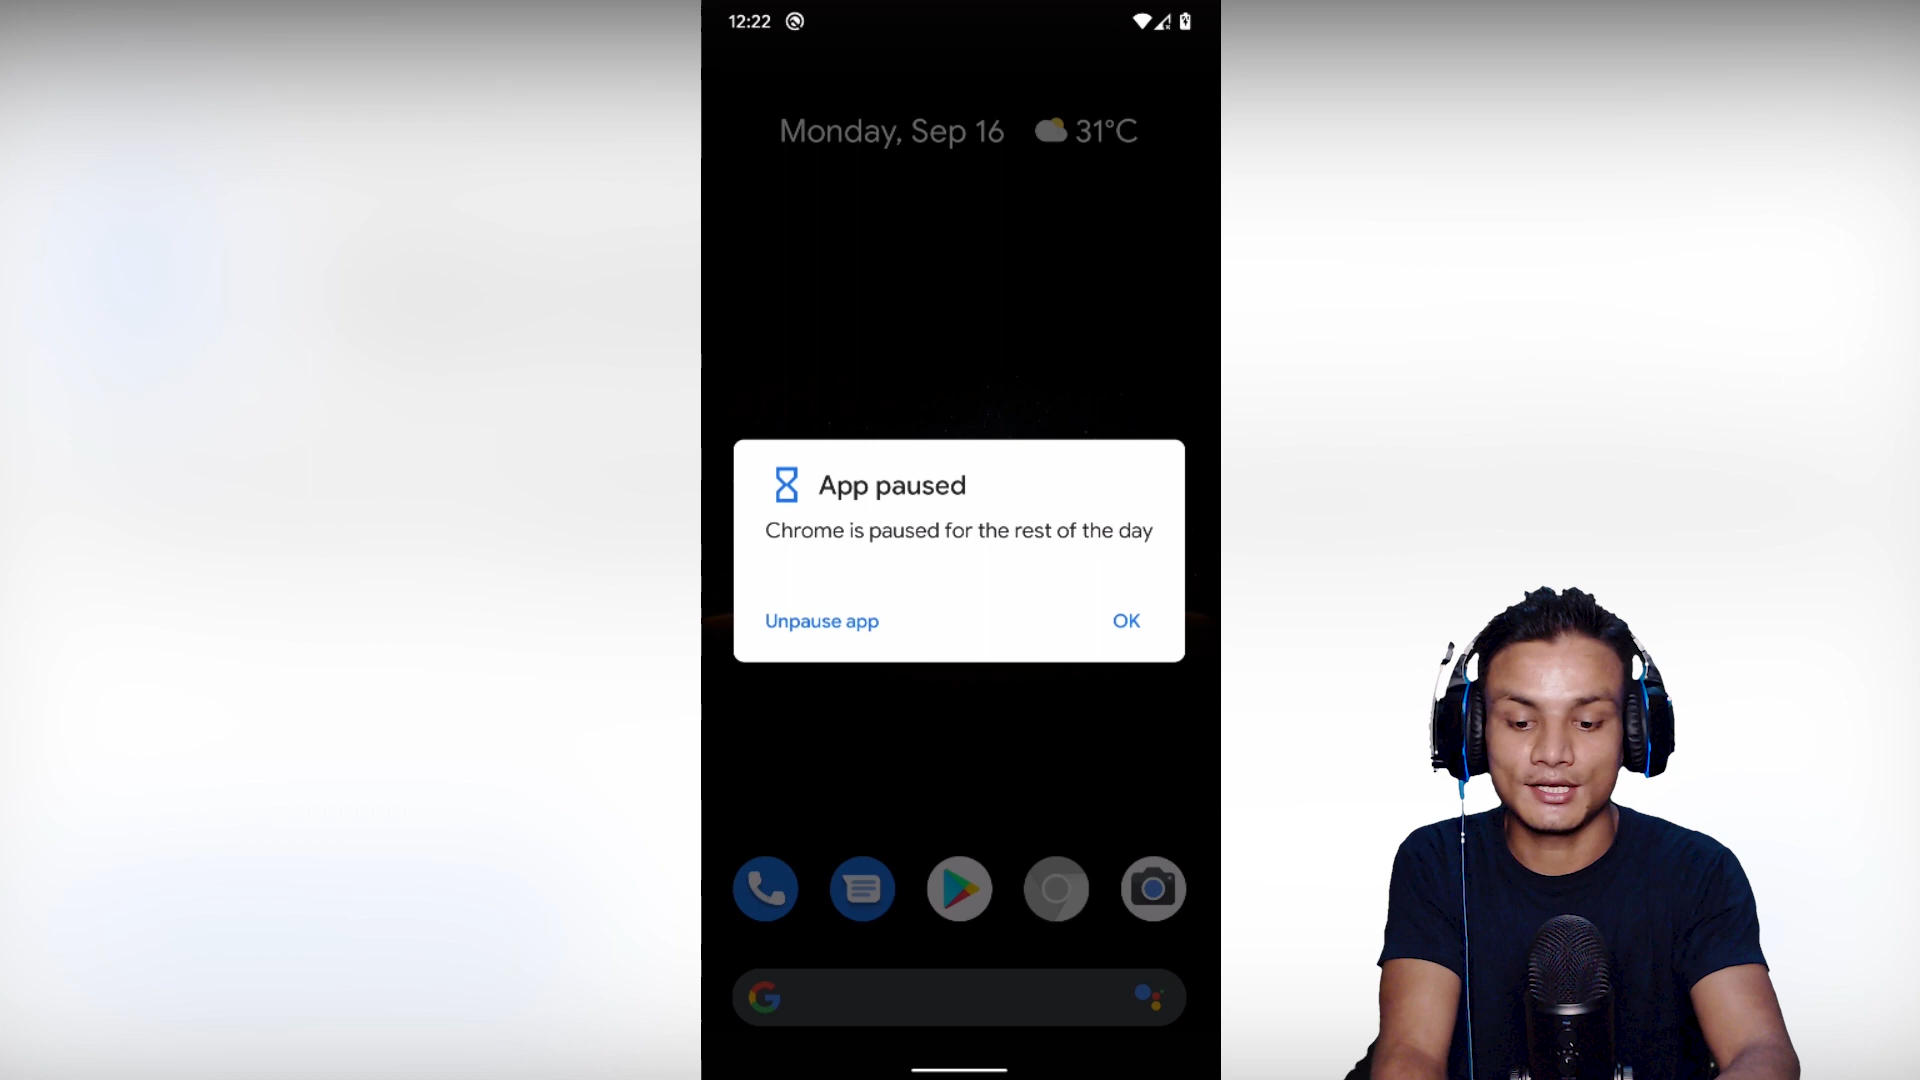 12:22
Monday, Sep 16 31°C
App paused
Chrome is paused for the rest of the day
Unpause app OK